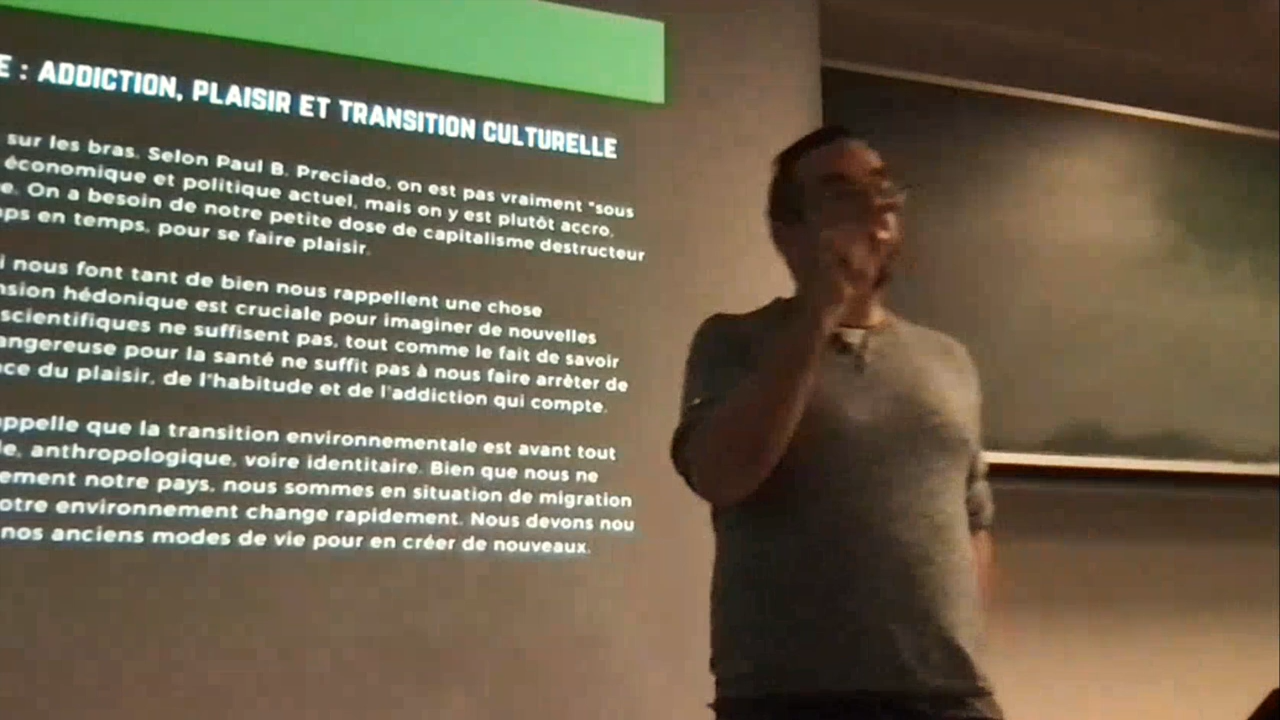 E : ADDICTION, PLAISIR ET TRANSITION CULTURELLE
sur les bras. Selon Paul B. Preciado, on est pas vraiment "sous
économique et politique actuel, mais on y est plutôt accro,
e. On a besoin de notre petite dose de capitalisme destructeur
ps en temps, pour se faire plaisir.
i nous font tant de bien nous rappellent une chose
nsion hédonique est cruciale pour imaginer de nouvelles
scientifiques ne suffisent pas, tout comme le fait de savoir
angereuse pour la santé ne suffit pas à nous faire arrêter de
ce du plaisir, de l'habitude et de l'addiction qui compte.
appelle que la transition environnementale est avant tout
le, anthropologique, voire identitaire. Bien que nous ne
ement notre pays, nous sommes en situation de migration
otre environnement change rapidement. Nous devons nou
nos anciens modes de vie pour en créer de nouveaux.